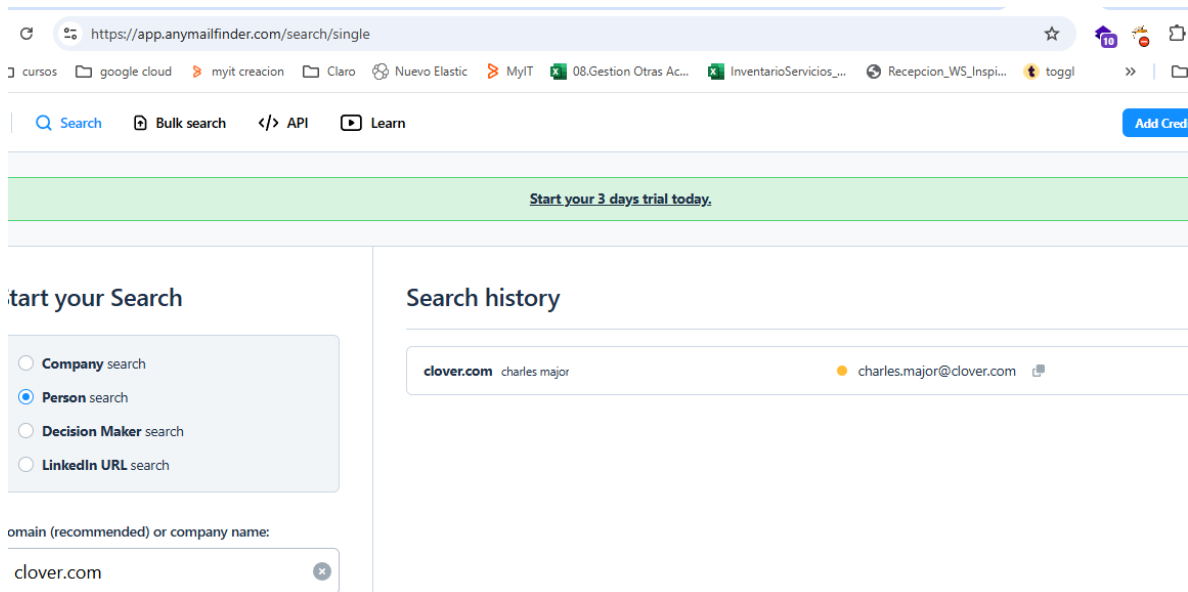 https://app.anymailfinder.com/search/single
10
cursos google cloud myit creacion Claro Nuevo Elastic MyIT 08.Gestion Otras Ac... InventarioServicios_... Recepcion_WS_Inspi... toggl »
Search Bulk search </> API Learn Add Cred
Start your 3 days trial today.
tart your Search
Search history
Company search
clover.com charles major charles.major@clover.com
Person search
Decision Maker search
LinkedIn URL search
omain (recommended) or company name:
clover.com